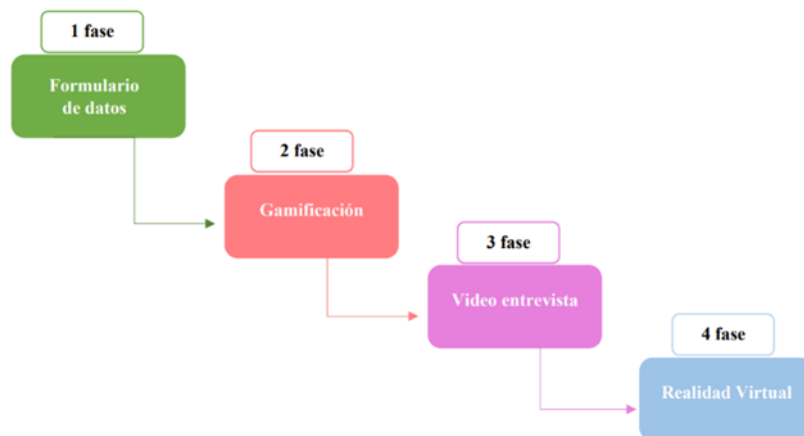 1 fase
Formulario
de datos
2 fase
Gamificación
3 fase
Video entrevista
4 fase
Realidad Virtual